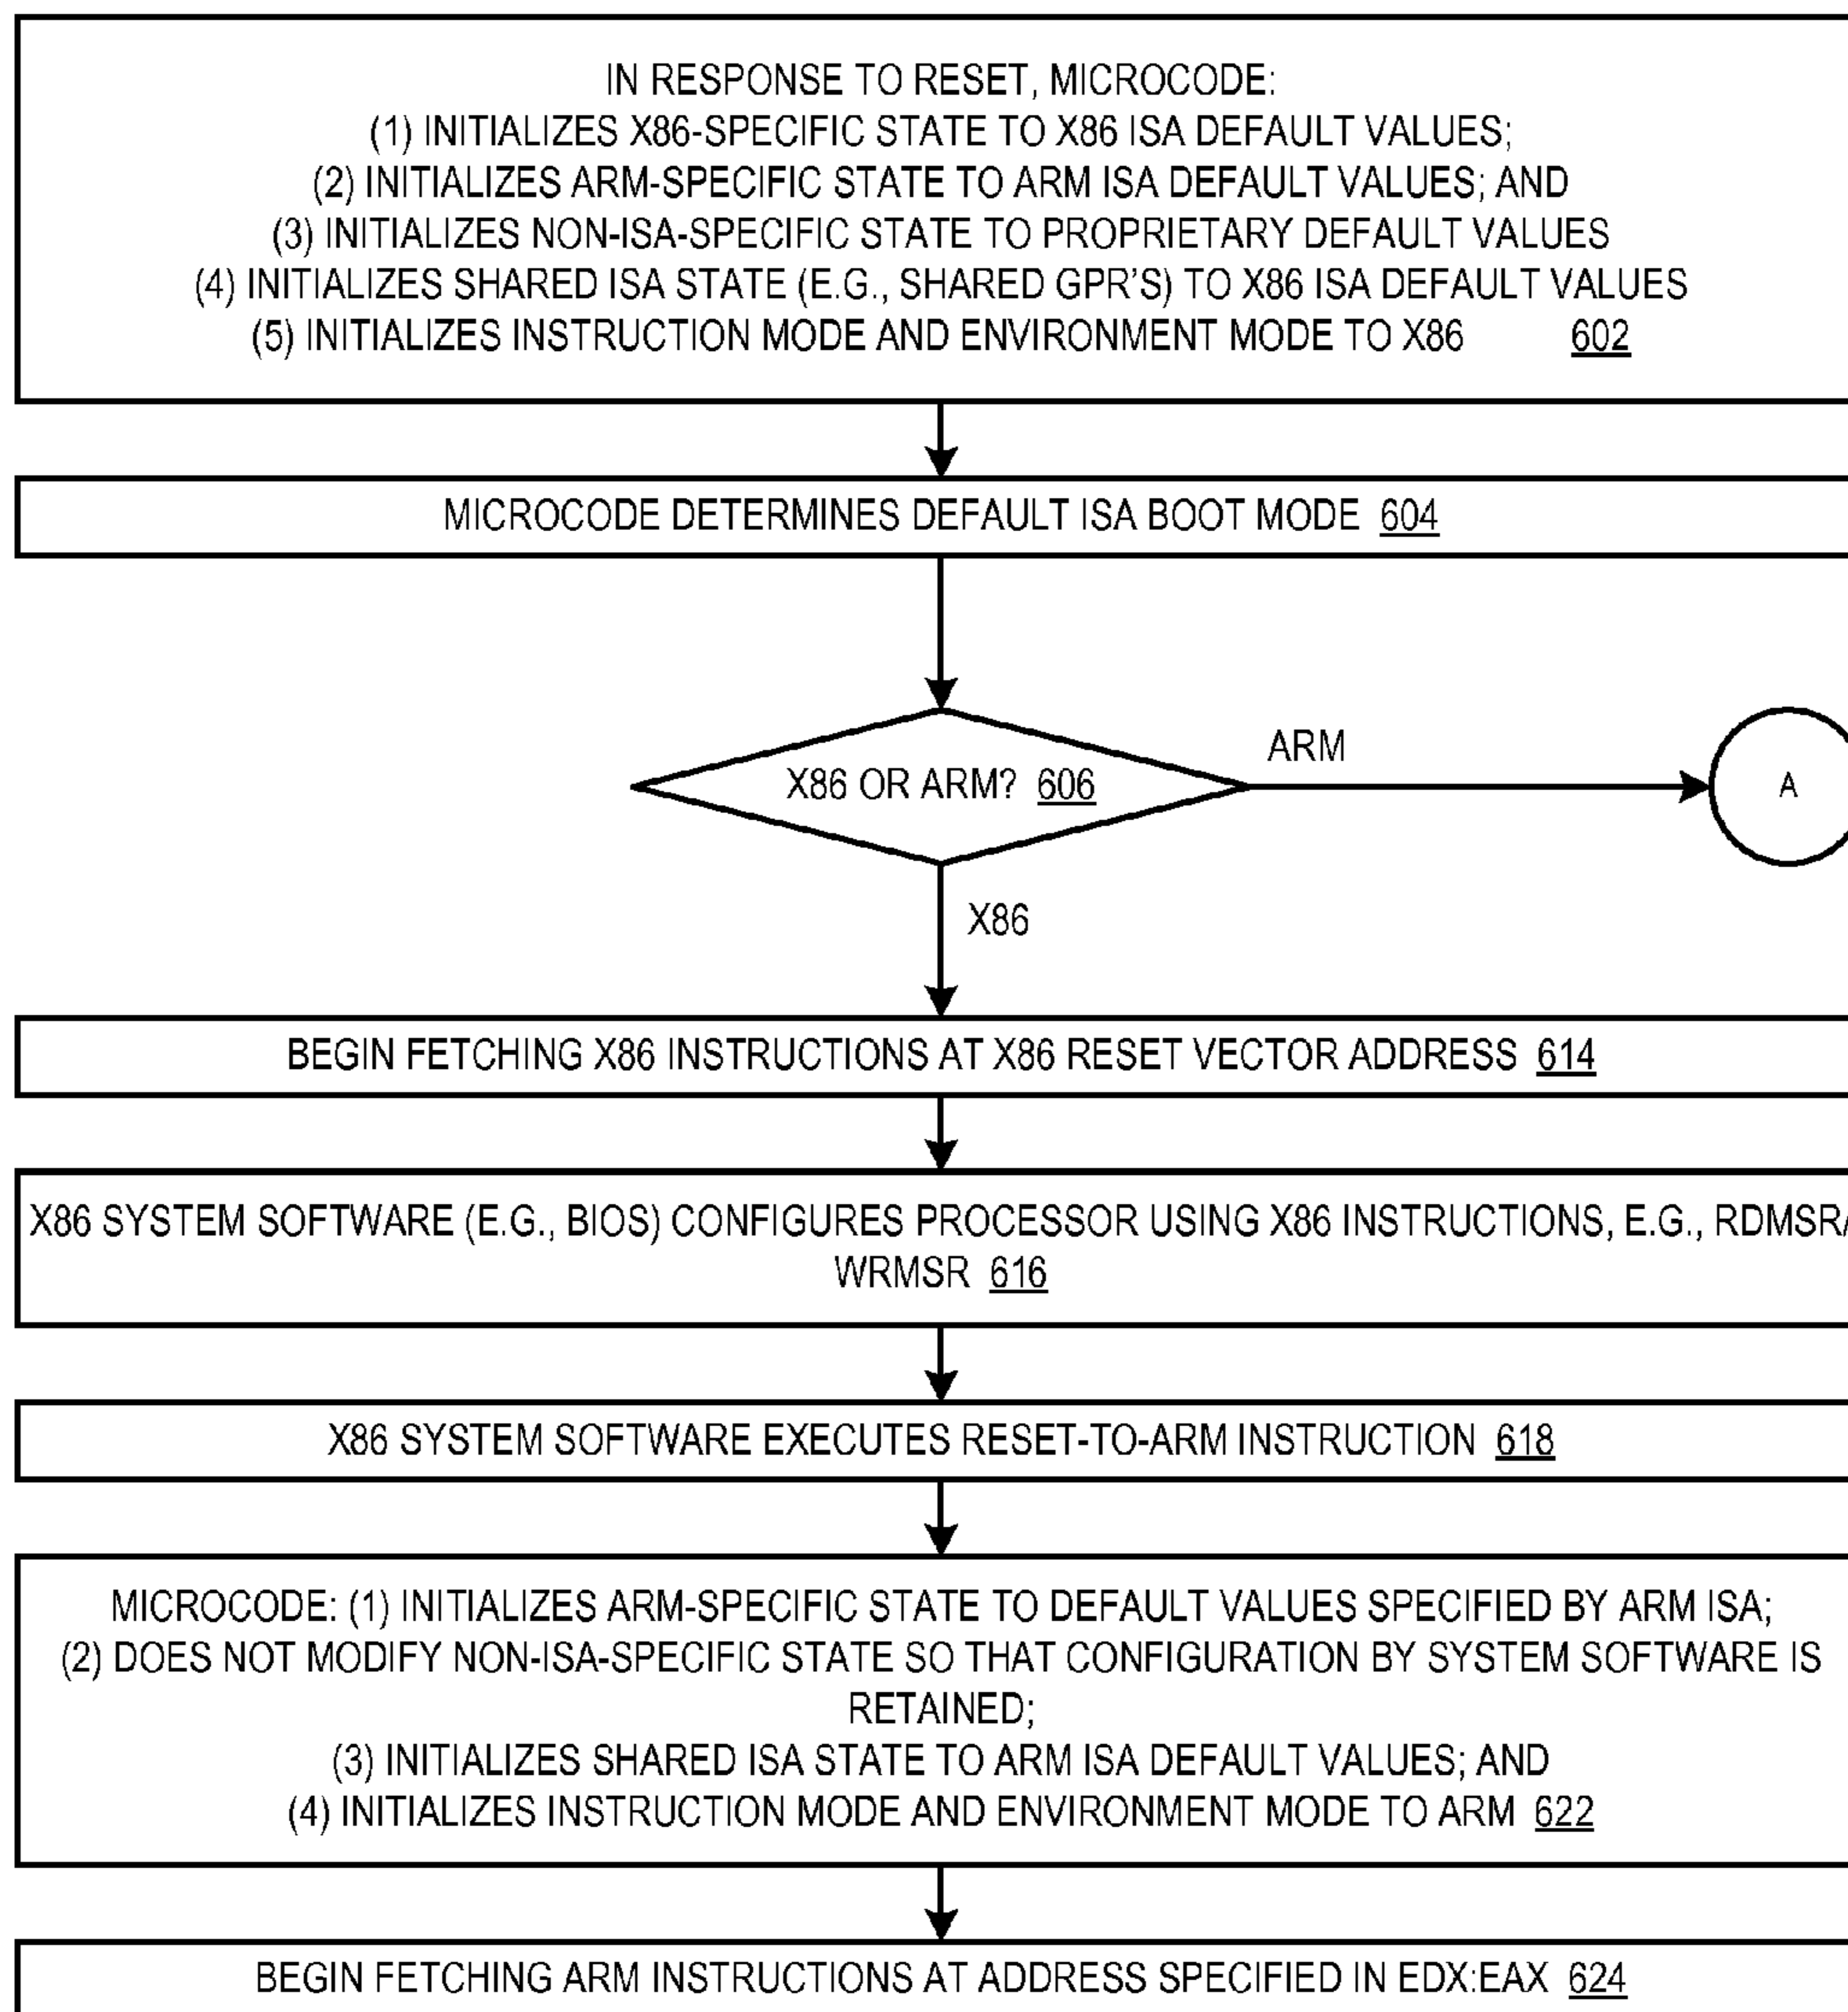 IN RESPONSE TO RESET, MICROCODE:
(1) INITIALIZES X86-SPECIFIC STATE TO X86 ISA DEFAULT VALUES;
(2) INITIALIZES ARM-SPECIFIC STATE TO ARM ISA DEFAULT VALUES; AND
(3) INITIALIZES NON-ISA-SPECIFIC STATE TO PROPRIETARY DEFAULT VALUES
(4) INITIALIZES SHARED ISA STATE (E.G., SHARED GPR'S) TO X86 ISA DEFAULT VALUES
(5) INITIALIZES INSTRUCTION MODE AND ENVIRONMENT MODE TO X86 602
MICROCODE DETERMINES DEFAULT ISA BOOT MODE 604
ARM
X86 OR ARM? 606
A
X86
BEGIN FETCHING X86 INSTRUCTIONS AT X86 RESET VECTOR ADDRESS 614
X86 SYSTEM SOFTWARE (E.G., BIOS) CONFIGURES PROCESSOR USING X86 INSTRUCTIONS, E.G., RDMSR/
WRMSR 616
X86 SYSTEM SOFTWARE EXECUTES RESET-TO-ARM INSTRUCTION 618
MICROCODE: (1) INITIALIZES ARM-SPECIFIC STATE TO DEFAULT VALUES SPECIFIED BY ARM ISA;
(2) DOES NOT MODIFY NON-ISA-SPECIFIC STATE SO THAT CONFIGURATION BY SYSTEM SOFTWARE IS
RETAINED;
(3) INITIALIZES SHARED ISA STATE TO ARM ISA DEFAULT VALUES; AND
(4) INITIALIZES INSTRUCTION MODE AND ENVIRONMENT MODE TO ARM 622
BEGIN FETCHING ARM INSTRUCTIONS AT ADDRESS SPECIFIED IN EDX:EAX 624